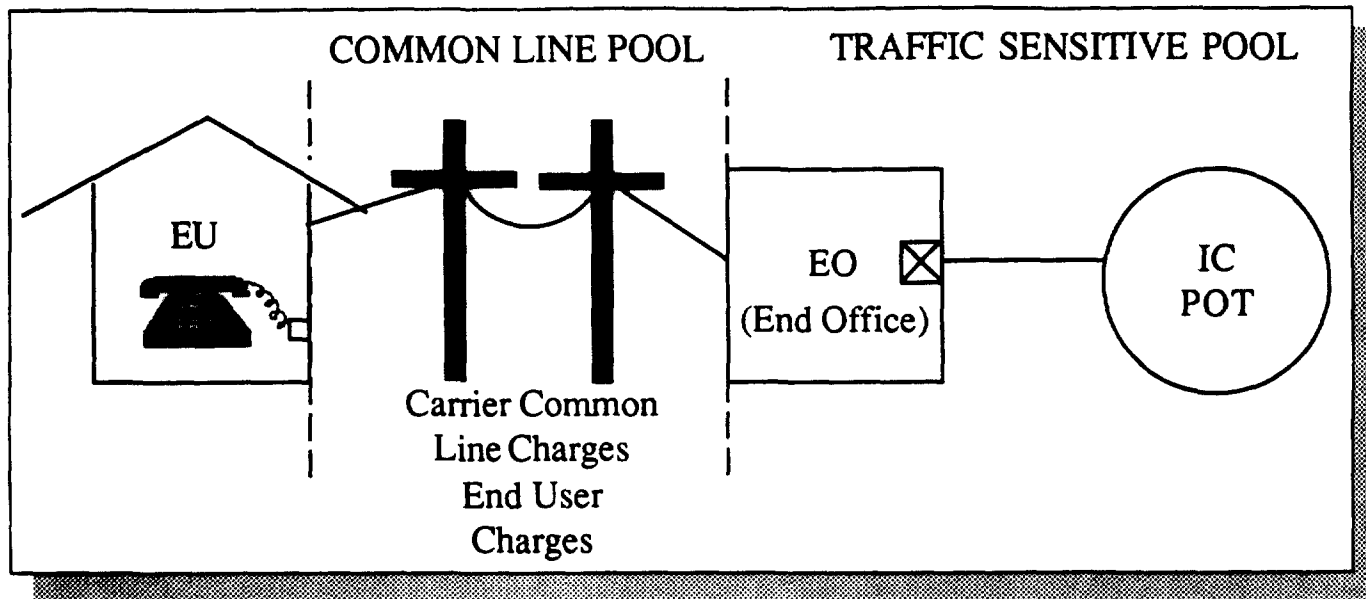 COMMON LINE POOL
TRAFFIC SENSITIVE POOL
EU
EO
(End Office)
IC
POT
Carrier Common
Line Charges
End User
Charges